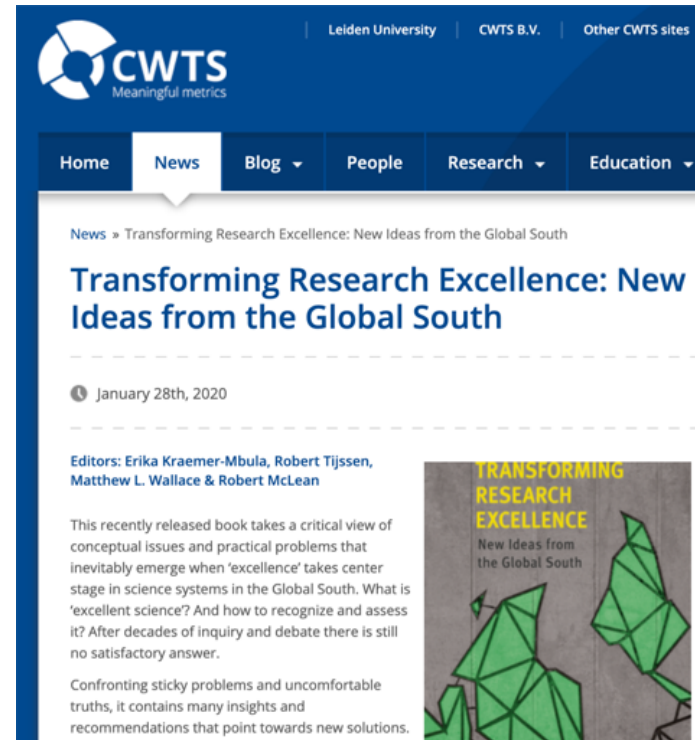 Leiden University
CWTS B.V.
Other CWTS sites
CWTS
Meaningful metrics
Home
News
Blog
People
Research
Education
News » Transforming Research Excellence: New Ideas from the Global South
Transforming Research Excellence: New
Ideas from the Global South
January 28th, 2020
Editors: Erika Kraemer-Mbula, Robert Tijssen,
Matthew L. Wallace & Robert McLean
This recently released book takes a critical view of
conceptual issues and practical problems that
inevitably emerge when ‘excellence’ takes center
stage in science systems in the Global South. What is
‘excellent science’? And how to recognize and assess
it? After decades of inquiry and debate there is still
no satisfactory answer.
Confronting sticky problems and uncomfortable
truths, it contains many insights and
recommendations that point towards new solutions.
TRANSFORMING
RESEARCH
EXCELLENCE
New Ideas from
the Global South